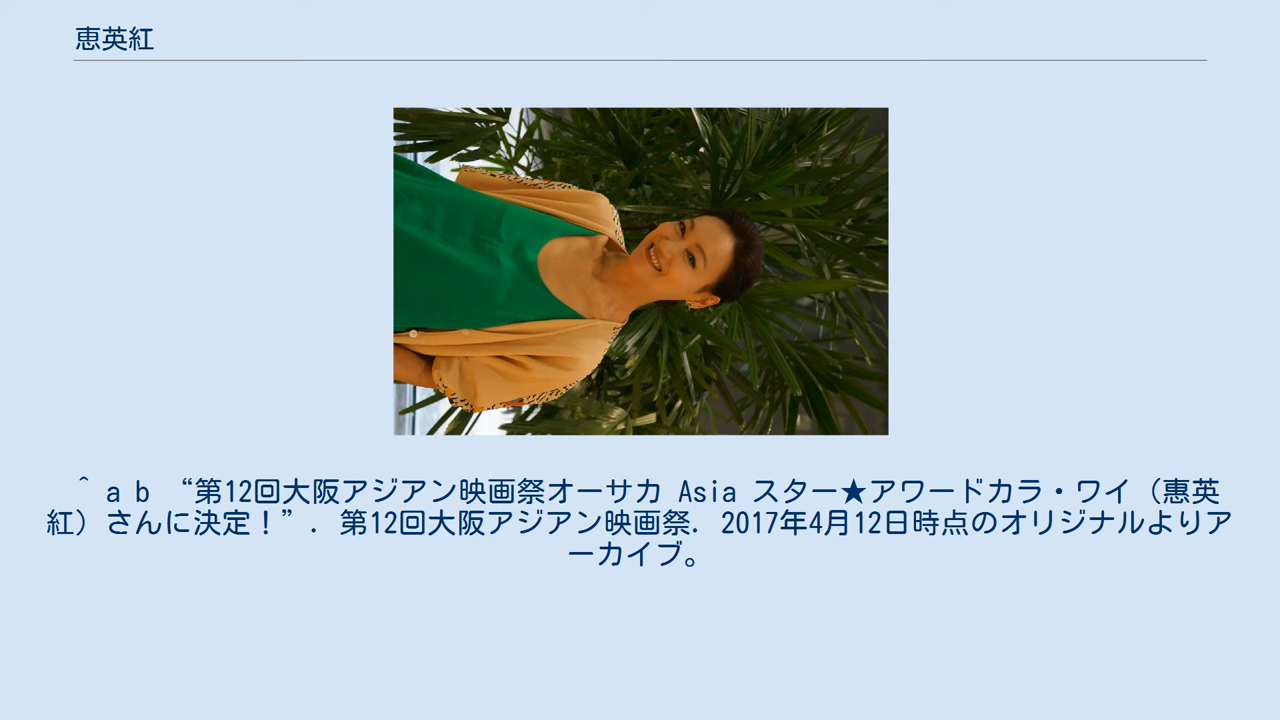 恵英紅
^ a b “第12回大阪アジアン映画祭オーサカ Asia スター★アワードカラ・ワイ（惠英
紅）さんに決定！”. 第12回大阪アジアン映画祭. 2017年4月12日時点のオリジナルよりア
ーカイブ。